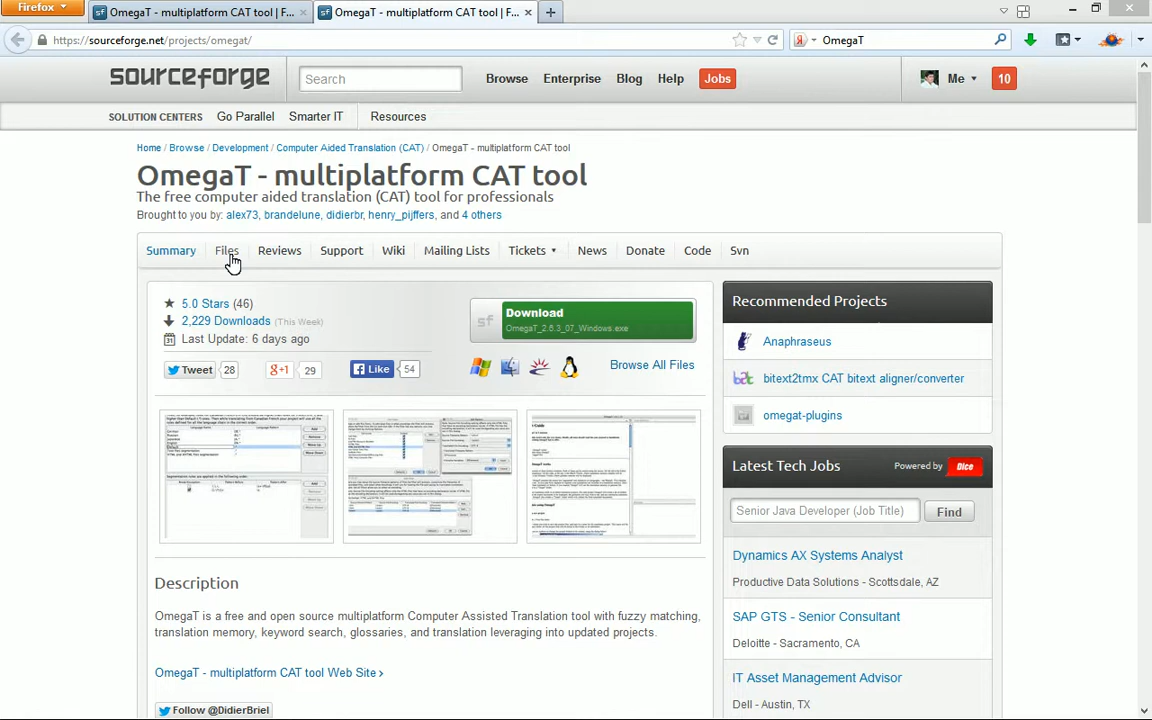 Firefox
OmegaT - multiplatform CAT tool | F...
OmegaT - multiplatform CAT tool | F...
https://sourceforge.net/projects/omegat/
OmegaT
sourceforge
Search
Browse
Enterprise
Blog
Help
Jobs
Me
10
SOLUTION CENTERS
Go Parallel
Smarter IT
Resources
Home / Browse / Development / Computer Aided Translation (CAT) / OmegaT - multiplatform CAT tool
OmegaT - multiplatform CAT tool
The free computer aided translation (CAT) tool for professionals
Brought to you by: alex73, brandelune, didierbr, henry_pijffers, and 4 others
Summary
Files
Reviews
Support
Wiki
Mailing Lists
Tickets
News
Donate
Code
Svn
5.0 Stars (46)
2,229 Downloads (This Week)
Last Update: 6 days ago
Tweet 28
g+1 29
Like 54
sf
Download
OmegaT_2.6.3_07_Windows.exe
Browse All Files
Recommended Projects
Anaphraseus
bitext2tmx CAT bitext aligner/converter
omegat-plugins
Latest Tech Jobs
Powered by Dice
Senior Java Developer (Job Title)
Find
Dynamics AX Systems Analyst
Productive Data Solutions - Scottsdale, AZ
SAP GTS - Senior Consultant
Deloitte - Sacramento, CA
IT Asset Management Advisor
Dell - Austin, TX
Description
OmegaT is a free and open source multiplatform Computer Assisted Translation tool with fuzzy matching,
translation memory, keyword search, glossaries, and translation leveraging into updated projects.
OmegaT - multiplatform CAT tool Web Site >
Follow @DidierBriel